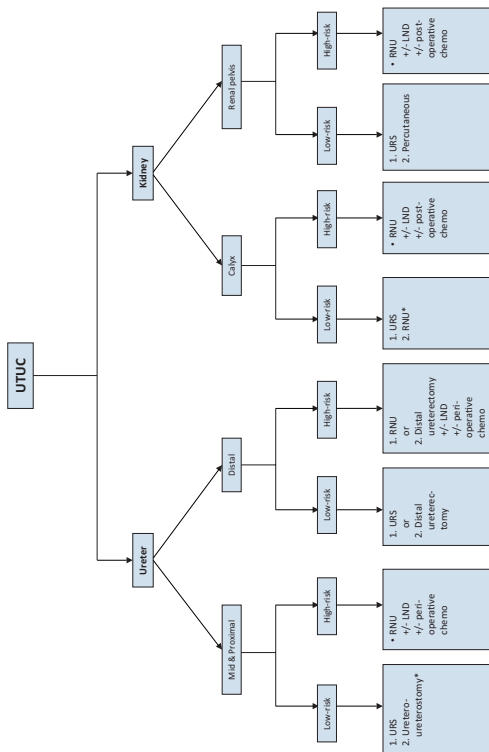 UTUC
Ureter
Kidney
Mid & Proximal
Distal
Calyx
Renal pelvis
Low-risk
High-risk
Low-risk
High-risk
Low-risk
High-risk
Low-risk
High-risk
1. URS
2. Uretero-
ureterostomy*
• RNU
+/- LND
+/- peri-
operative
chemo
1. URS
or
2. Distal
ureterec-
tomy
1. RNU
or
2. Distal
ureterectomy
+/- LND
+/- peri-
operative
chemo
1. URS
2. RNU*
• RNU
+/- LND
+/- post-
operative
chemo
1. URS
2. Percutaneous
• RNU
+/- LND
+/- post-
operative
chemo